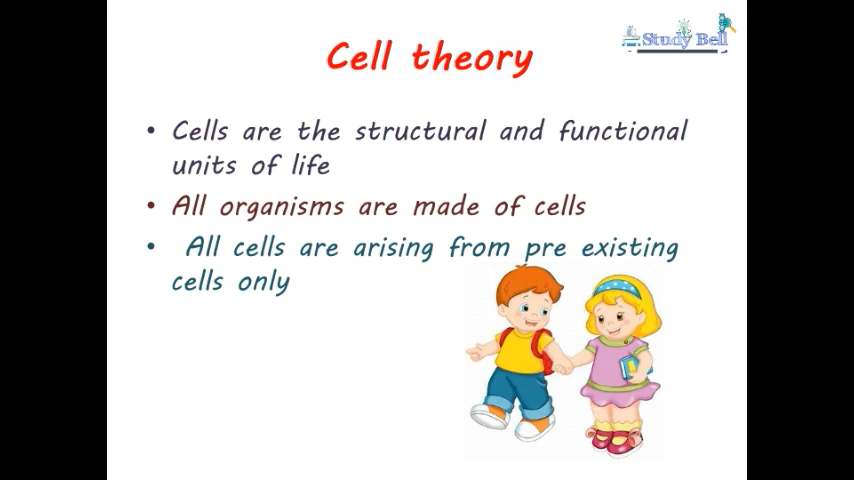 Study Bell
Cell theory
• Cells are the structural and functional
units of life
• All organisms are made of cells
• All cells are arising from pre existing
cells only